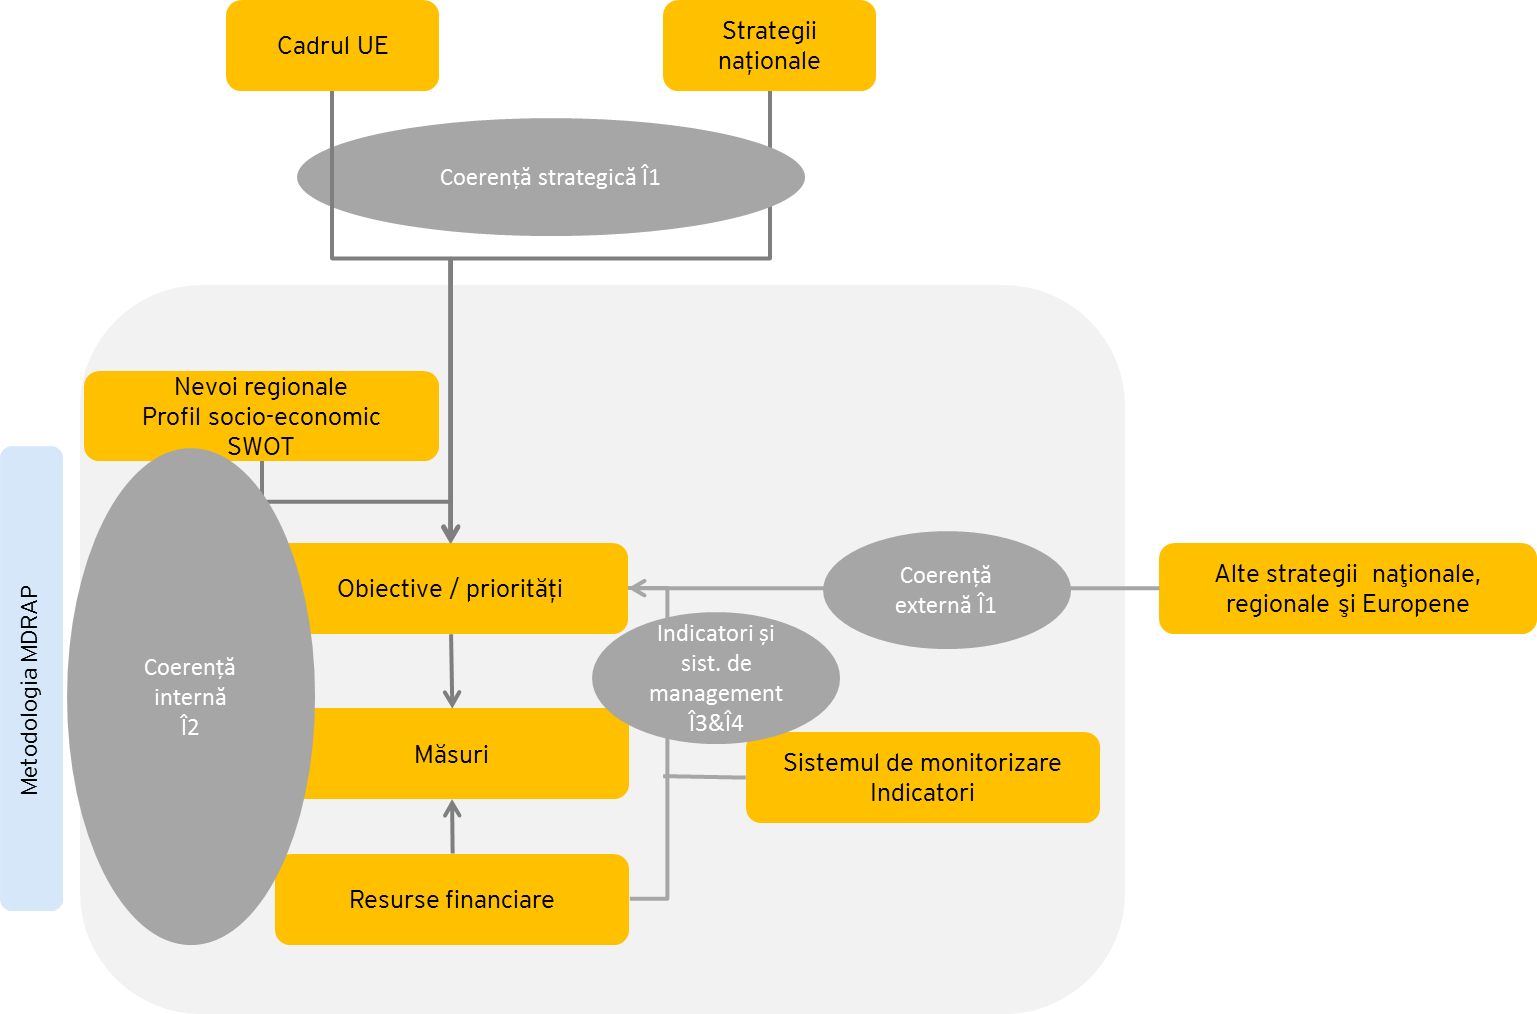 Cadrul UE
Strategii
naționale
Coerență strategică Î1
Nevoi regionale
Profil socio-economic
SWOT
Metodologia MDRAP
Obiective / priorități
Coerență
externă Î1
Alte strategii naţionale,
regionale şi Europene
Indicatori și
sist. de
management
Î3&Î4
Coerență
internă
Î2
Măsuri
Sistemul de monitorizare
Indicatori
Resurse financiare